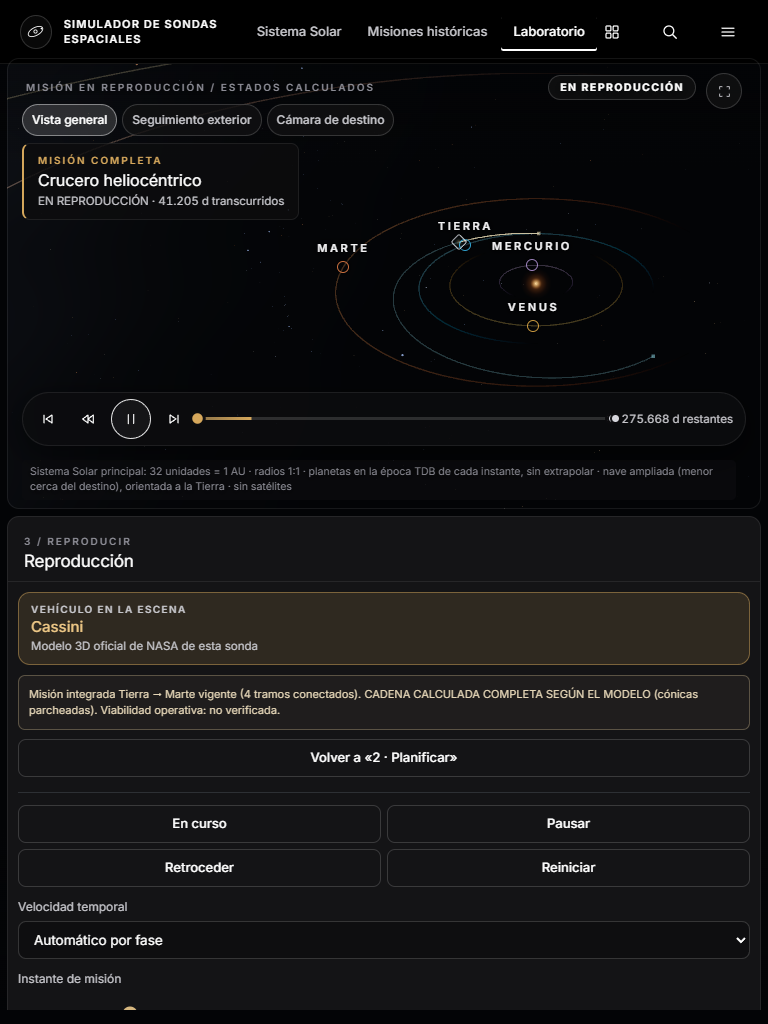 SIMULADOR DE SONDAS
ESPACIALES
Sistema Solar
Misiones históricas
Laboratorio
MISIÓN EN REPRODUCCIÓN / ESTADOS CALCULADOS
EN REPRODUCCIÓN
Vista general
Seguimiento exterior
Cámara de destino
MISIÓN COMPLETA
Crucero heliocéntrico
EN REPRODUCCIÓN · 41.205 d transcurridos
TIERRA
MARTE
MERCURIO
VENUS
275.668 d restantes
Sistema Solar principal: 32 unidades = 1 AU · radios 1:1 · planetas en la época TDB de cada instante, sin extrapolar · nave ampliada (menor
cerca del destino), orientada a la Tierra · sin satélites
3 / REPRODUCIR
Reproducción
VEHÍCULO EN LA ESCENA
Cassini
Modelo 3D oficial de NASA de esta sonda
Misión integrada Tierra → Marte vigente (4 tramos conectados). CADENA CALCULADA COMPLETA SEGÚN EL MODELO (cónicas
parcheadas). Viabilidad operativa: no verificada.
Volver a «2 · Planificar»
En curso
Pausar
Retroceder
Reiniciar
Velocidad temporal
Automático por fase
Instante de misión